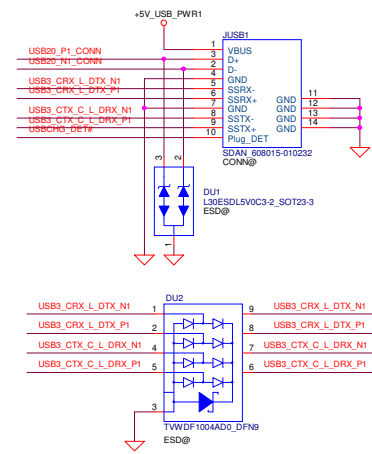 +5V_USB_PWR1
JUSB1
USB20_P1_CONN
USB20_N1_CONN
USB3_CRX_L_DTX_N1
USB3_CRX_L_DTX_P1
USB3_CTX_C_L_DRX_N1
USB3_CTX_C_L_DRX_P1
USBCHG_DET#
1 VBUS
3 D+
2 D-
4 GND
5 SSRX-
6 SSRX+ GND 11
7 GND GND 12
8 SSTX- GND 13
9 SSTX+ GND 14
10 Plug_DET
SDAN_608015-010232
CONN@
3 2
DU1
L30ESDL5V0C3-2_SOT23-3
ESD@
1
DU2
USB3_CRX_L_DTX_N1 1 9 USB3_CRX_L_DTX_N1
USB3_CRX_L_DTX_P1 2 8 USB3_CRX_L_DTX_P1
USB3_CTX_C_L_DRX_N1 4 7 USB3_CTX_C_L_DRX_N1
USB3_CTX_C_L_DRX_P1 5 6 USB3_CTX_C_L_DRX_P1
3
TVWDF1004AD0_DFN9
ESD@